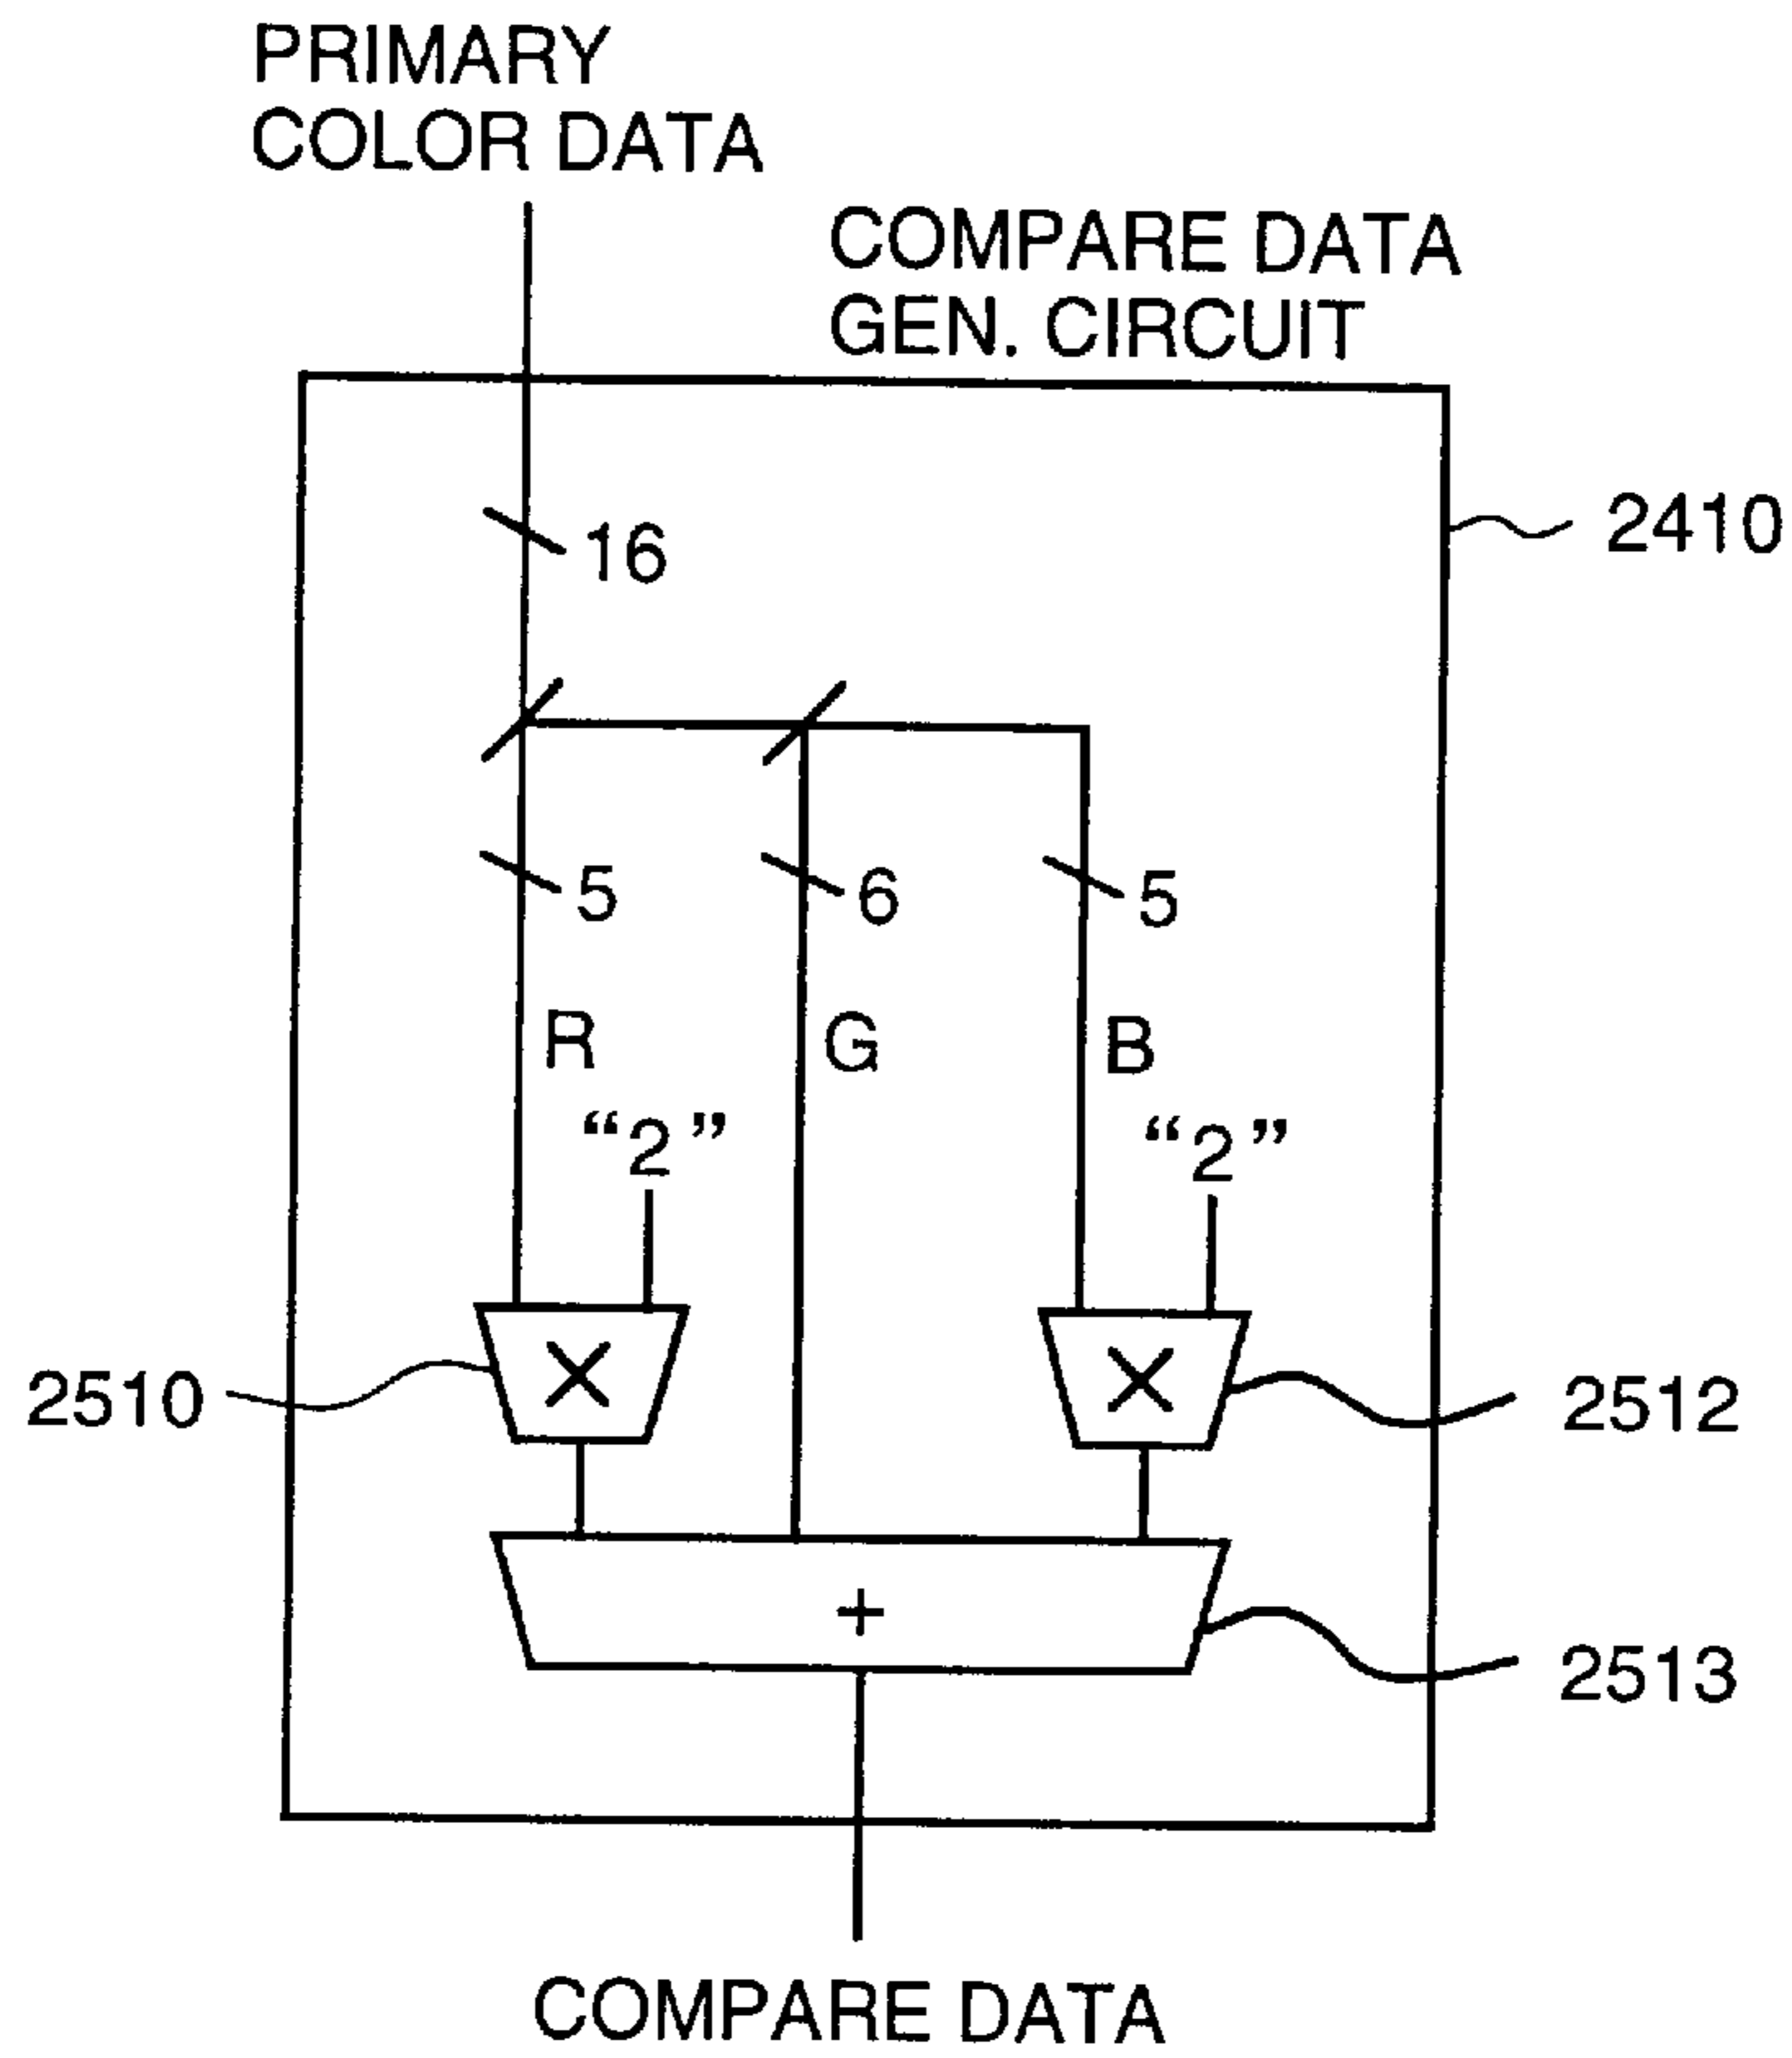 PRIMARY
COLOR DATA
COMPARE DATA
GEN. CIRCUIT
16
2410
5
6
5
R
G
B
“2”
“2”
×
×
2510
2512
+
2513
COMPARE DATA